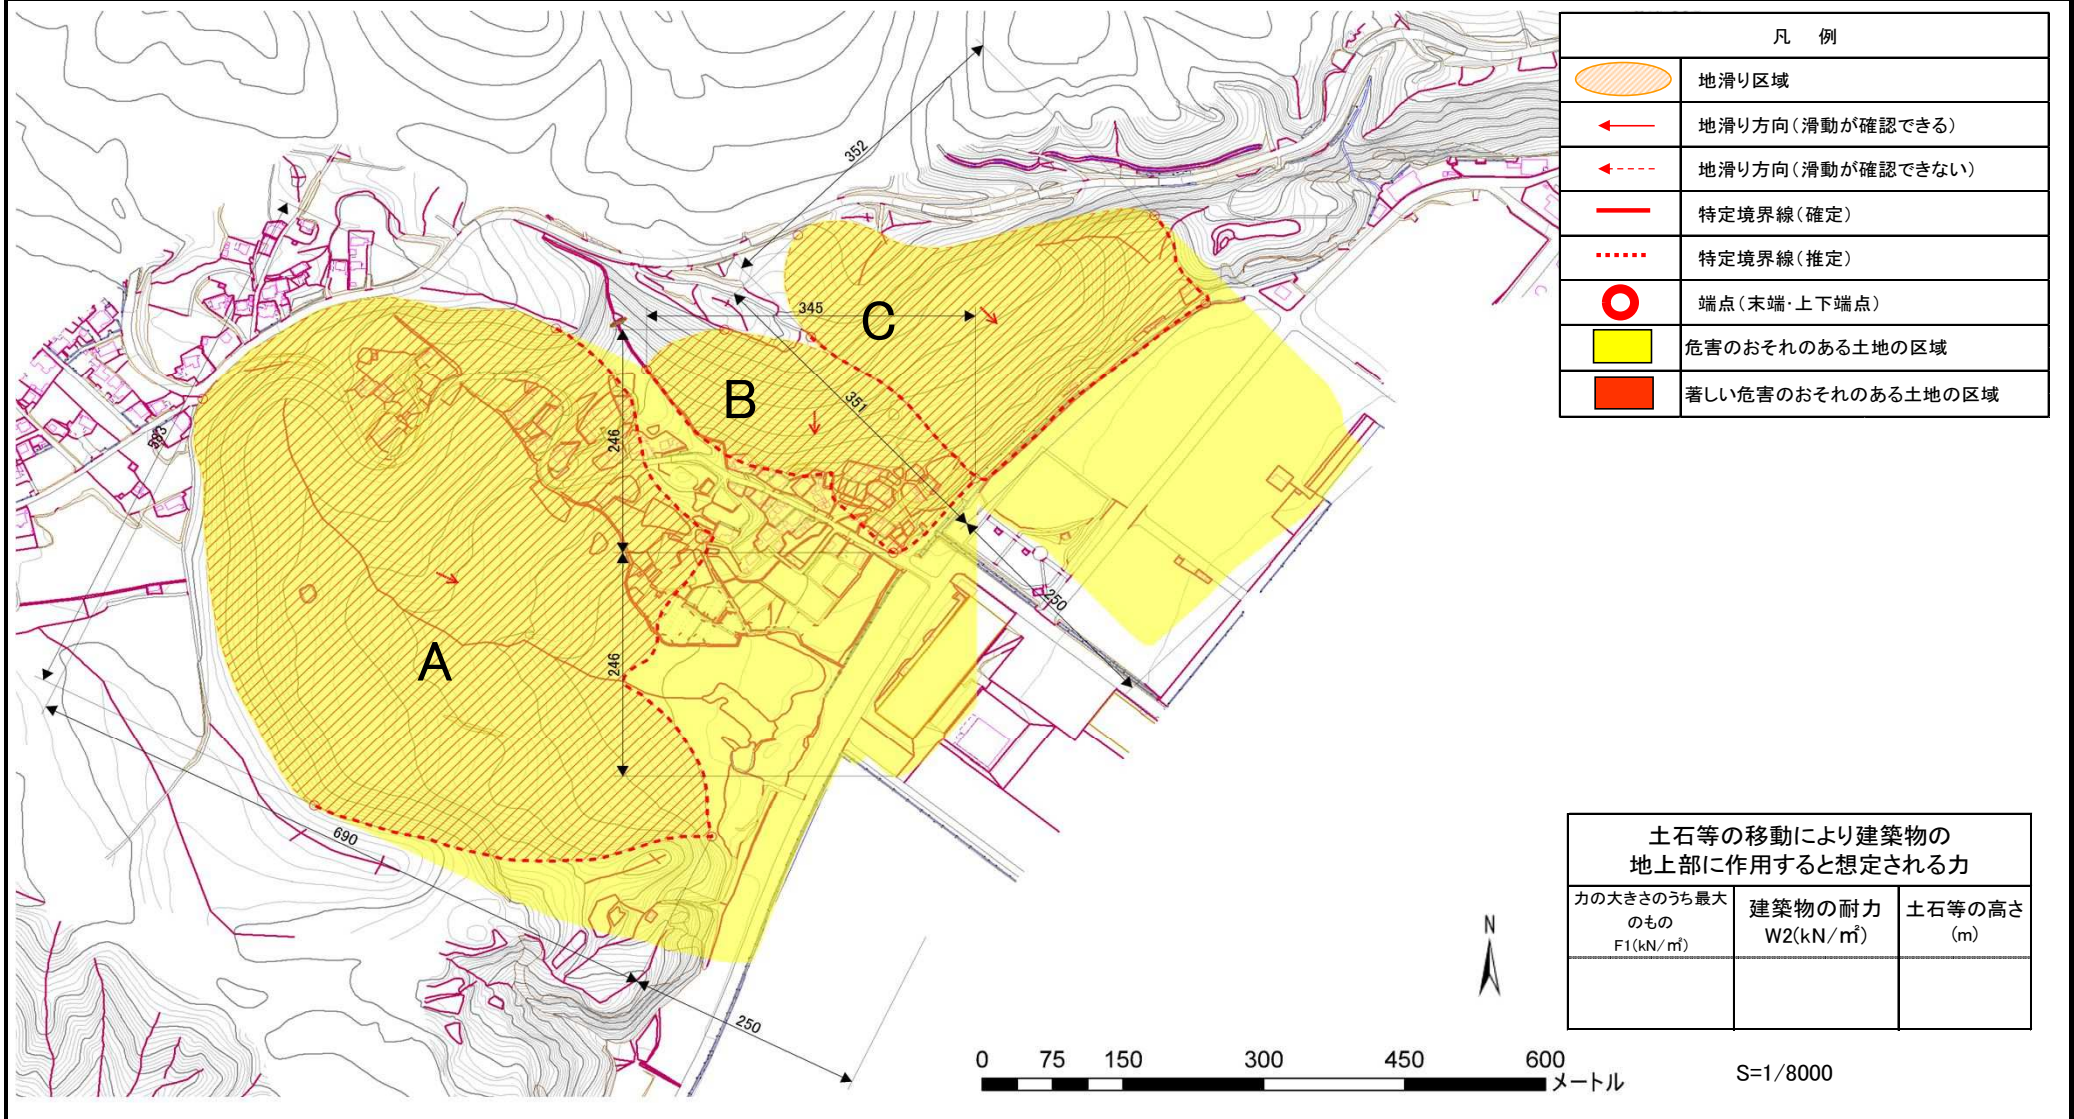 凡 例
地滑り区域
地滑り方向(滑動が確認できる)
地滑り方向(滑動が確認できない)
特定境界線(確定)
特定境界線(推定)
端点(末端・上下端点)
危害のおそれのある土地の区域
著しい危害のおそれのある土地の区域
352
345
C
B
351
246
593
250
A
246
690
250
土石等の移動により建築物の
地上部に作用すると想定される力
力の大きさのうち最大
のもの
F1(kN/㎡)
建築物の耐力
W2(kN/㎡)
土石等の高さ
(m)
N
0 75 150 300 450 600
メートル
S=1/8000